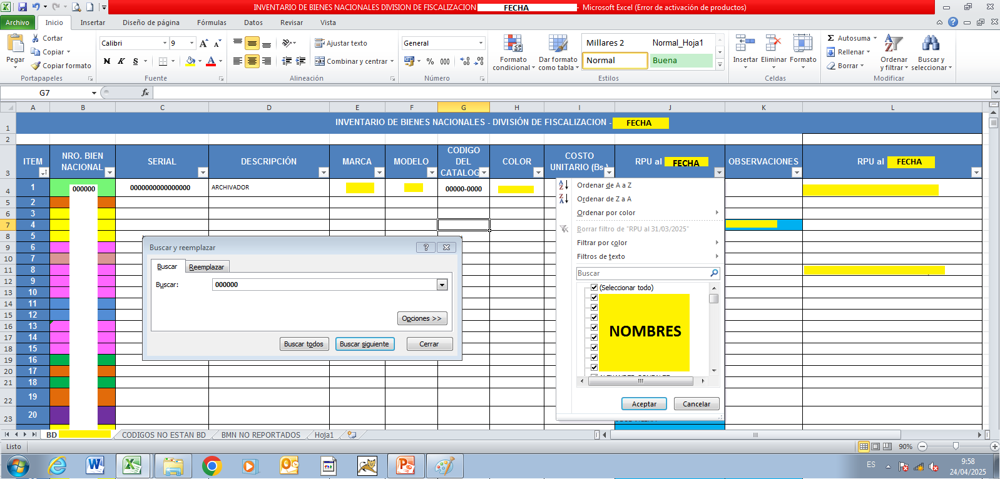 INVENTARIO DE BIENES NACIONALES DIVISION DE FISCALIZACION FECHA - Microsoft Excel (Error de activación de productos)
Archivo Inicio Insertar Diseño de página Fórmulas Datos Revisar Vista
Pegar
Cortar
Copiar
Copiar formato
Portapapeles
Calibri 9
N K S
Fuente
Ajustar texto
Combinar y centrar
Alineación
General
% 000
Número
Formato condicional
Dar formato como tabla
Millares 2 Normal_Hoja1
Normal Buena
Estilos
Insertar Eliminar Formato
Celdas
Autosuma
Rellenar
Borrar
Ordenar y filtrar
Buscar y seleccionar
Modificar
G7 fx
A B C D E F G H I J K L
1 INVENTARIO DE BIENES NACIONALES - DIVISIÓN DE FISCALIZACION - FECHA
2
3 ITEM NRO. BIEN NACIONAL SERIAL DESCRIPCIÓN MARCA MODELO CODIGO DEL CATALOG COLOR COSTO UNITARIO (Bs.) RPU al FECHA OBSERVACIONES RPU al FECHA
4 1 000000 0000000000000000 ARCHIVADOR 00000-0000
5 2
6 3
7 4
8 5
9 6
10 7
11 8
12 9
13 10
14 11
15 12
16 13
17 14
18 15
19 16
20 17
21 18
22 19
23 20
Buscar y reemplazar
Buscar Reemplazar
Buscar: 000000
Opciones >>
Buscar todos Buscar siguiente Cerrar
Ordenar de A a Z
Ordenar de Z a A
Ordenar por color
Borrar filtro de "RPU al 31/03/2025"
Filtrar por color
Filtros de texto
Buscar
(Seleccionar todo)
NOMBRES
Aceptar Cancelar
BD CODIGOS NO ESTAN BD BMN NO REPORTADOS Hoja1
Listo 90%
ES 9:58
24/04/2025